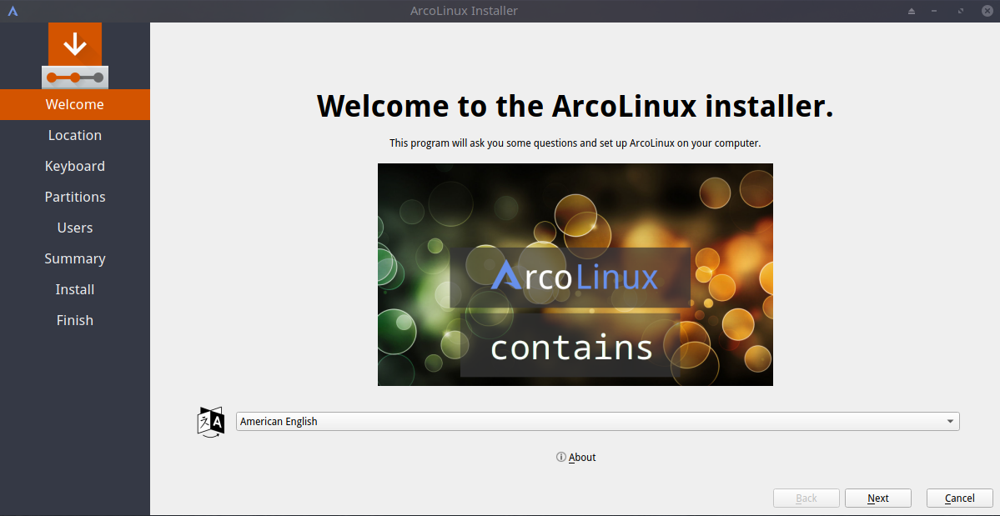 ArcoLinux Installer
Welcome
Location
Keyboard
Partitions
Users
Summary
Install
Finish
Welcome to the ArcoLinux installer.
This program will ask you some questions and set up ArcoLinux on your computer.
ArcoLinux
contains
A
American English
About
Back
Next
Cancel